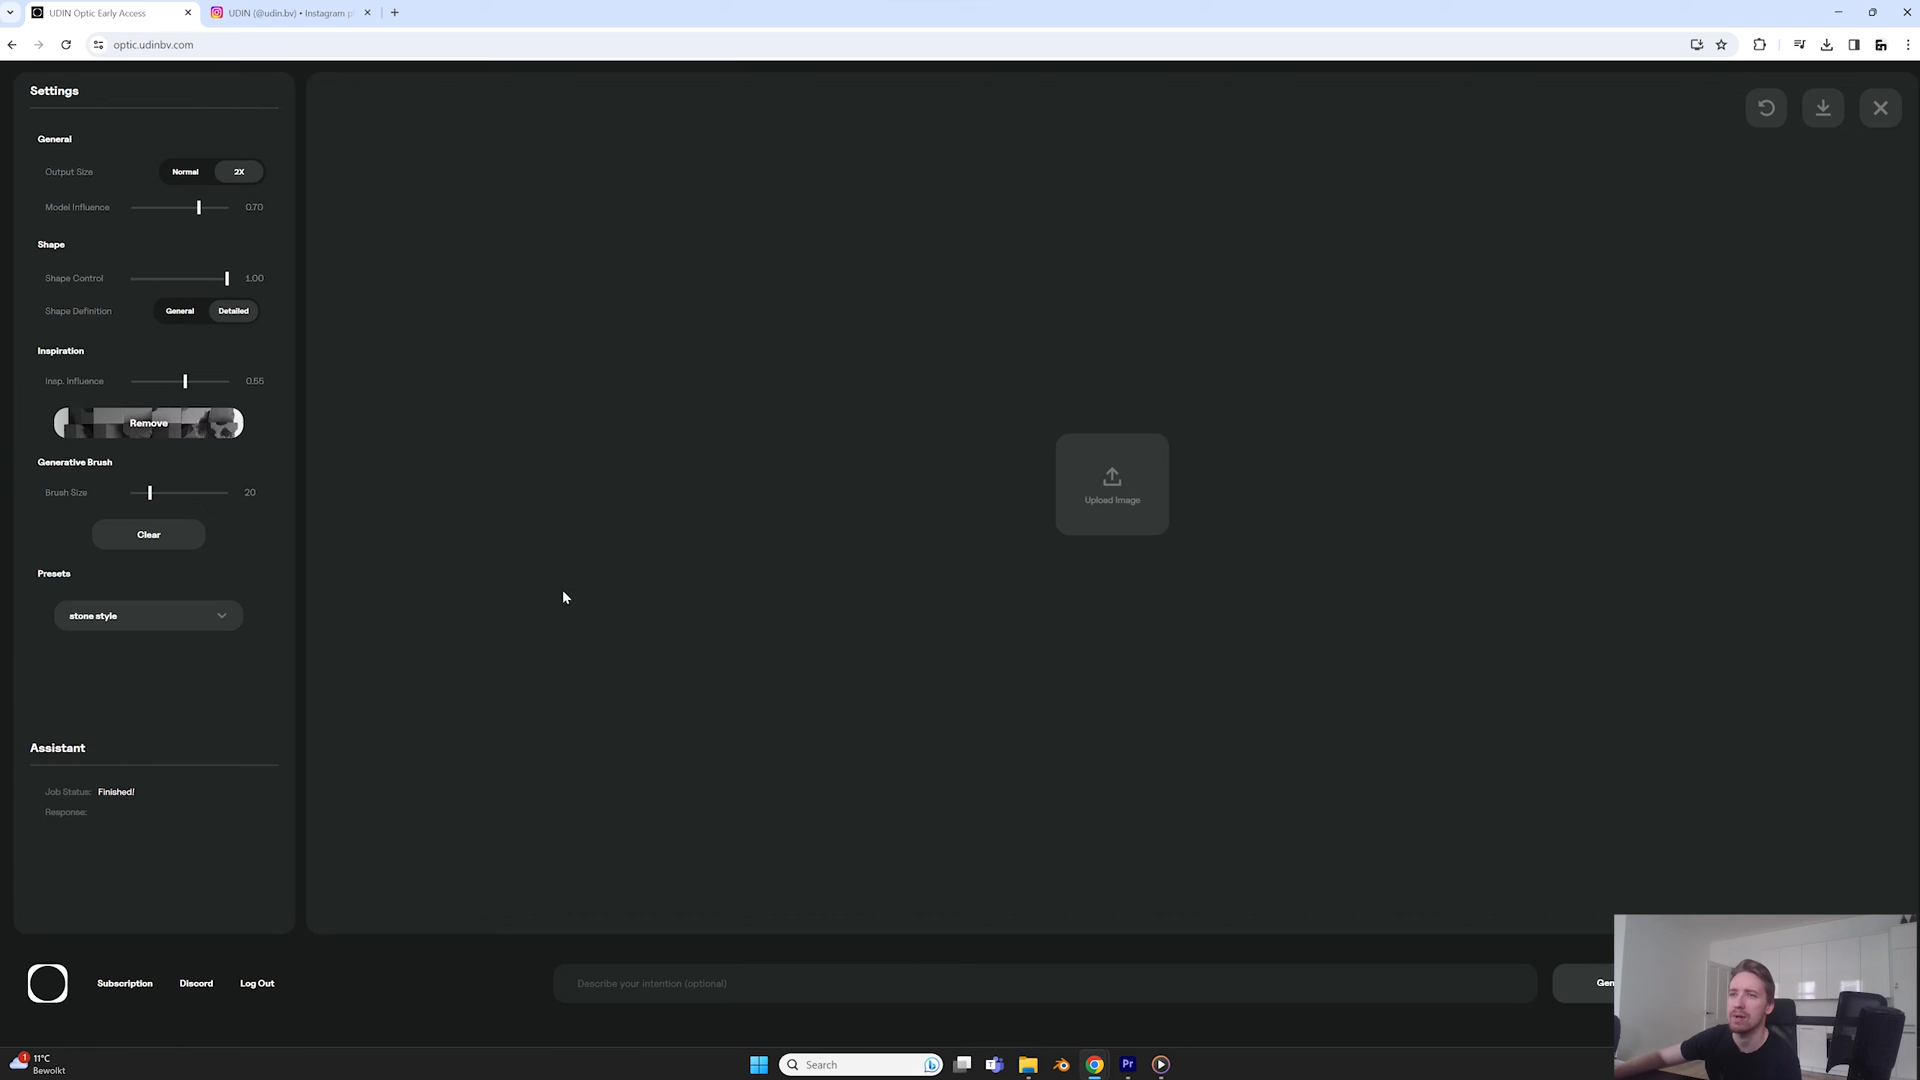 UDIN Optic Early Access
UDIN (@udin.bv) • Instagram p
optic.udinbv.com
Settings
General
Output Size Normal 2X
Model Influence 0.70
Shape
Shape Control 1.00
Shape Definition General Detailed
Inspiration
Insp. Influence 0.55
Remove
Generative Brush
Brush Size 20
Clear
Presets
stone style
Upload Image
Assistant
Job Status: Finished!
Response:
Subscription Discord Log Out
Describe your intention (optional)
Gen
1
11°C
Bewolkt
Search
Pr